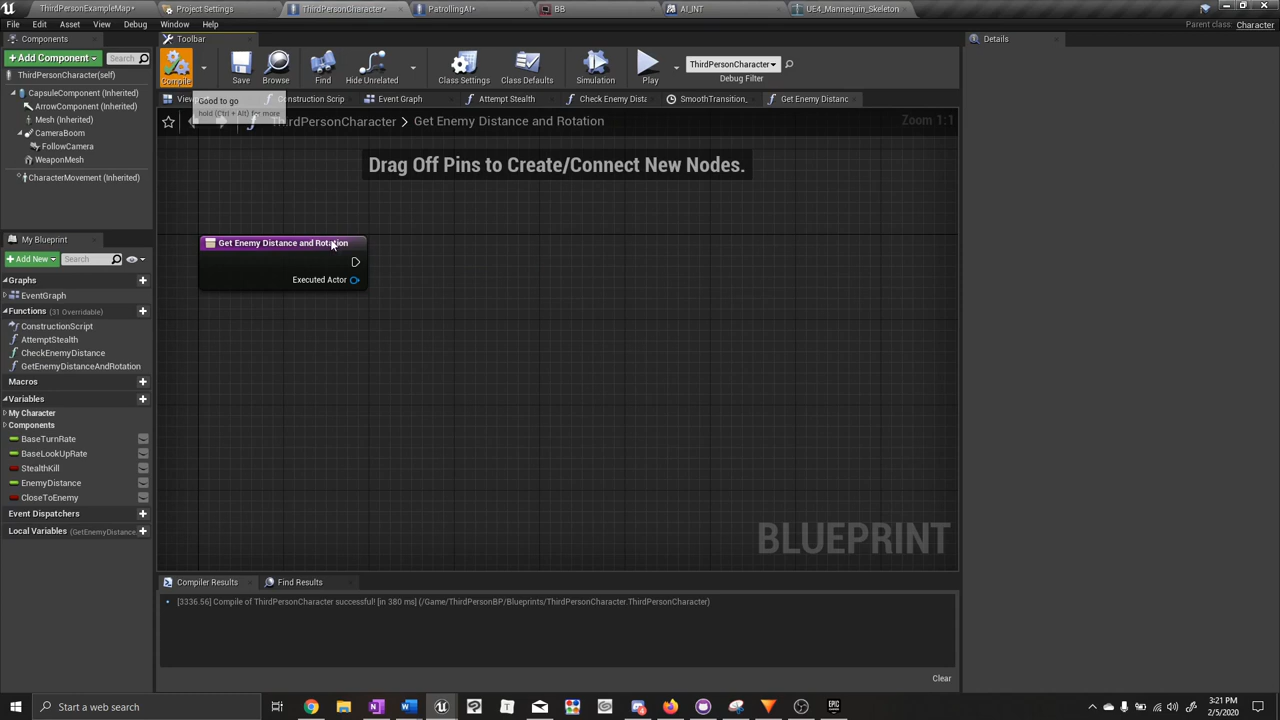 ThirdPersonExampleMap*
Project Settings
ThirdPersonCharacter*
PatrollingAI*
BB
AI_INT
UE4_Mannequin_Skeleton
File Edit Asset View Debug Window Help
Parent class: Character
Components
Toolbar
Details
+ Add Component
Search
Compile
Save
Browse
Find
Hide Unrelated
Class Settings
Class Defaults
Simulation
Play
ThirdPersonCharacter
Debug Filter
ThirdPersonCharacter(self)
CapsuleComponent (Inherited)
ArrowComponent (Inherited)
Mesh (Inherited)
CameraBoom
FollowCamera
WeaponMesh
CharacterMovement (Inherited)
Good to go
hold (Ctrl + Alt) for more
Construction Scrip
Event Graph
Attempt Stealth
Check Enemy Dista
SmoothTransition_
Get Enemy Distanc
ThirdPersonCharacter > Get Enemy Distance and Rotation
Zoom 1:1
Drag Off Pins to Create/Connect New Nodes.
Get Enemy Distance and Rotation
Executed Actor
BLUEPRINT
My Blueprint
+ Add New
Search
Graphs
EventGraph
Functions (31 Overridable)
ConstructionScript
AttemptStealth
CheckEnemyDistance
GetEnemyDistanceAndRotation
Macros
Variables
My Character
Components
BaseTurnRate
BaseLookUpRate
StealthKill
EnemyDistance
CloseToEnemy
Event Dispatchers
Local Variables (GetEnemyDistance
Compiler Results
Find Results
[3336.56] Compile of ThirdPersonCharacter successful! [in 380 ms] (/Game/ThirdPersonBP/Blueprints/ThirdPersonCharacter.ThirdPersonCharacter)
Clear
Start a web search
3:21 PM
2/5/2020